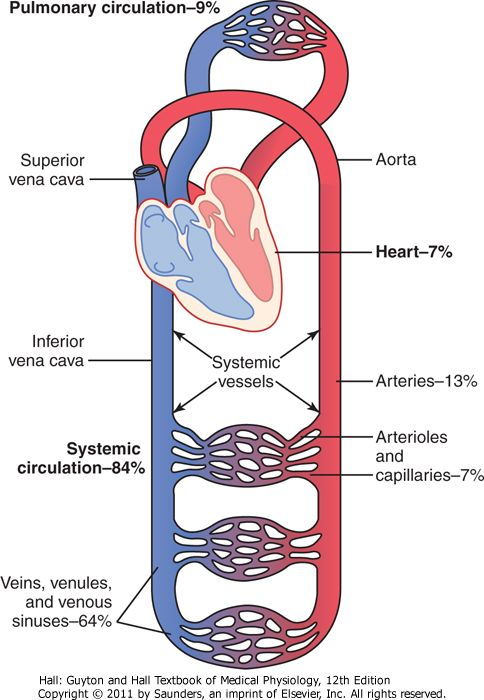 Pulmonary circulation–9%
Superior
vena cava
Aorta
Heart–7%
Inferior
vena cava
Systemic
vessels
Arteries–13%
Systemic
circulation–84%
Arterioles
and
capillaries–7%
Veins, venules,
and venous
sinuses–64%
Hall: Guyton and Hall Textbook of Medical Physiology, 12th Edition
Copyright © 2011 by Saunders, an imprint of Elsevier, Inc. All rights reserved.